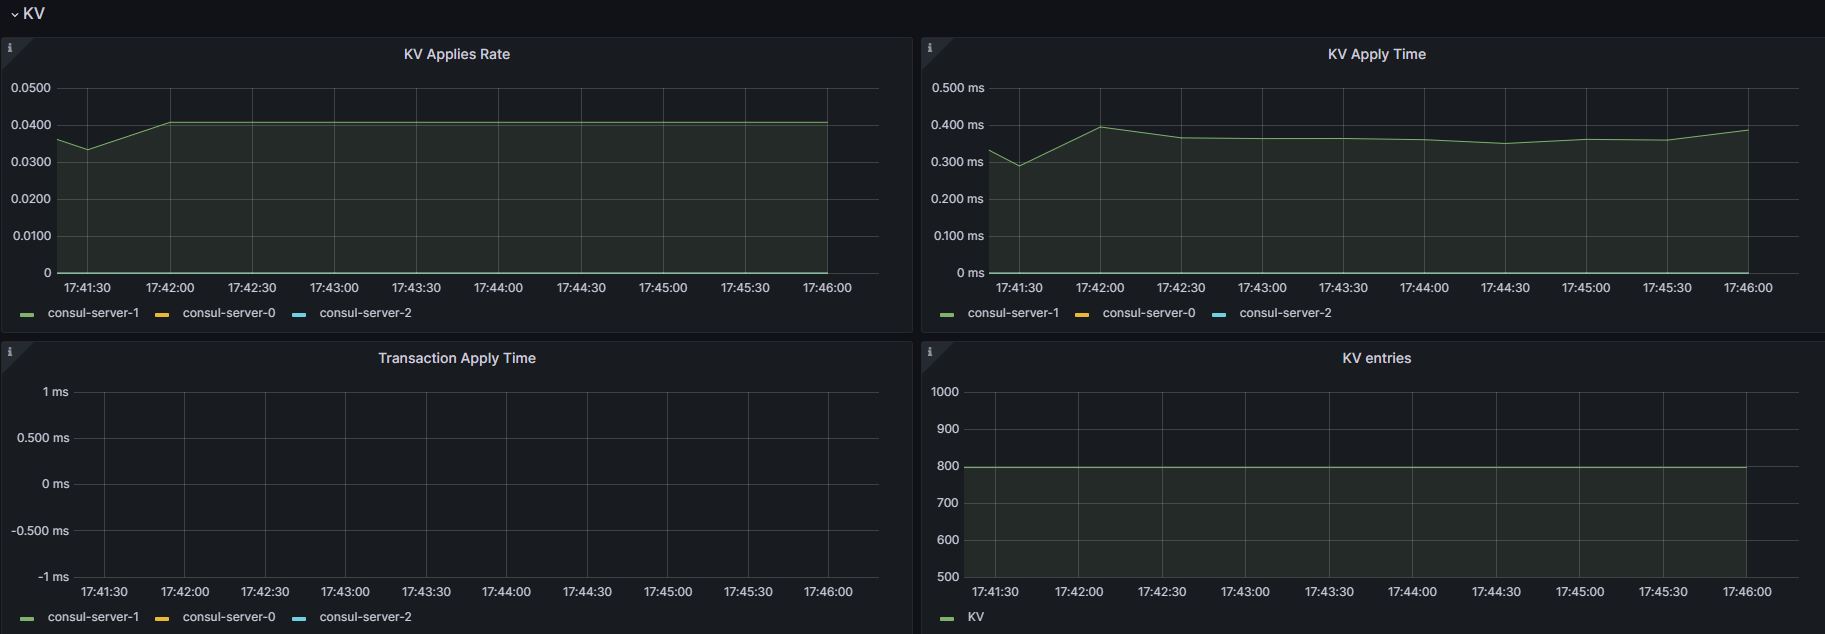 KV
KV Applies Rate
0.0500
0.0400
0.0300
0.0200
0.0100
0
17:41:30 17:42:00 17:42:30 17:43:00 17:43:30 17:44:00 17:44:30 17:45:00 17:45:30 17:46:00
consul-server-1 consul-server-0 consul-server-2
KV Apply Time
0.500 ms
0.400 ms
0.300 ms
0.200 ms
0.100 ms
0 ms
17:41:30 17:42:00 17:42:30 17:43:00 17:43:30 17:44:00 17:44:30 17:45:00 17:45:30 17:46:00
consul-server-1 consul-server-0 consul-server-2
Transaction Apply Time
1 ms
0.500 ms
0 ms
-0.500 ms
-1 ms
17:41:30 17:42:00 17:42:30 17:43:00 17:43:30 17:44:00 17:44:30 17:45:00 17:45:30 17:46:00
consul-server-1 consul-server-0 consul-server-2
KV entries
1000
900
800
700
600
500
17:41:30 17:42:00 17:42:30 17:43:00 17:43:30 17:44:00 17:44:30 17:45:00 17:45:30 17:46:00
KV